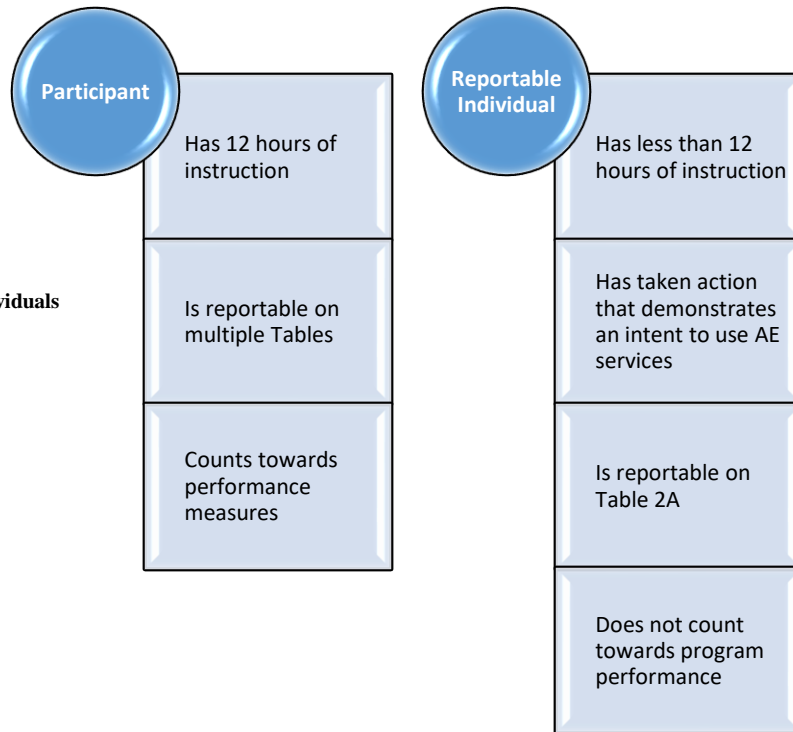 Participant
Has 12 hours of
instruction
Is reportable on
multiple Tables
Counts towards
performance
measures
Reportable
Individual
Has less than 12
hours of instruction
Has taken action
that demonstrates
an intent to use AE
services
Is reportable on
Table 2A
Does not count
towards program
performance
viduals